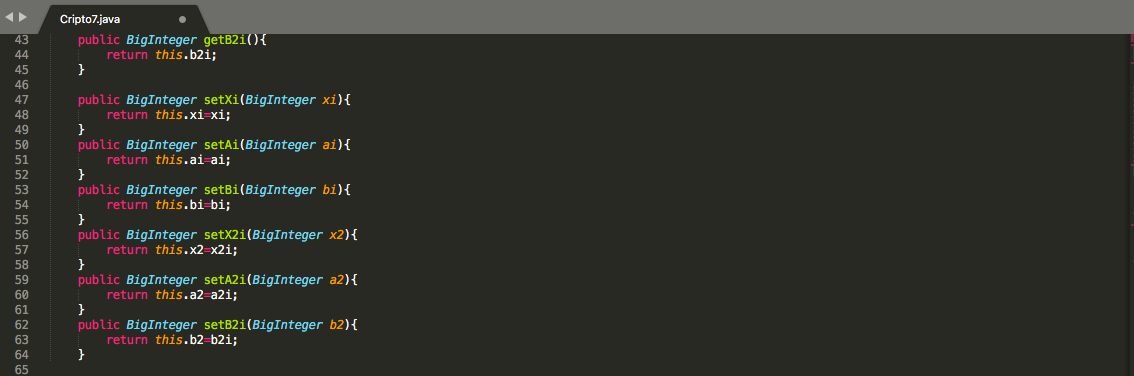 Cripto7.java
43 public BigInteger getB2i(){
44 return this.b2i;
45 }
46
47 public BigInteger setXi(BigInteger xi){
48 return this.xi=xi;
49 }
50 public BigInteger setAi(BigInteger ai){
51 return this.ai=ai;
52 }
53 public BigInteger setBi(BigInteger bi){
54 return this.bi=bi;
55 }
56 public BigInteger setX2i(BigInteger x2){
57 return this.x2=x2i;
58 }
59 public BigInteger setA2i(BigInteger a2){
60 return this.a2=a2i;
61 }
62 public BigInteger setB2i(BigInteger b2){
63 return this.b2=b2i;
64 }
65